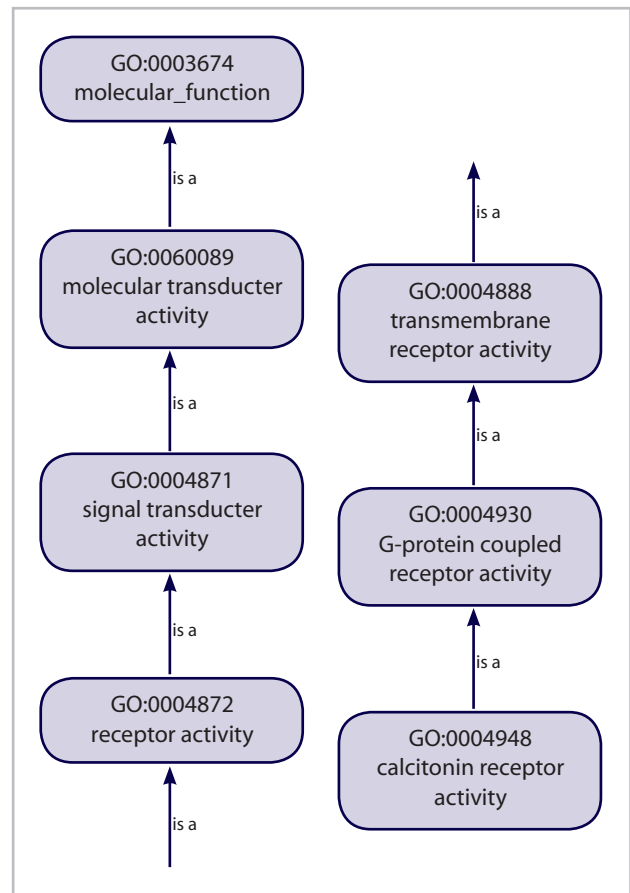 GO:0003674
molecular_function
is a
GO:0060089
molecular transducter
activity
is a
GO:0004871
signal transducter
activity
is a
GO:0004872
receptor activity
is a
is a
GO:0004888
transmembrane
receptor activity
is a
GO:0004930
G-protein coupled
receptor activity
is a
GO:0004948
calcitonin receptor
activity